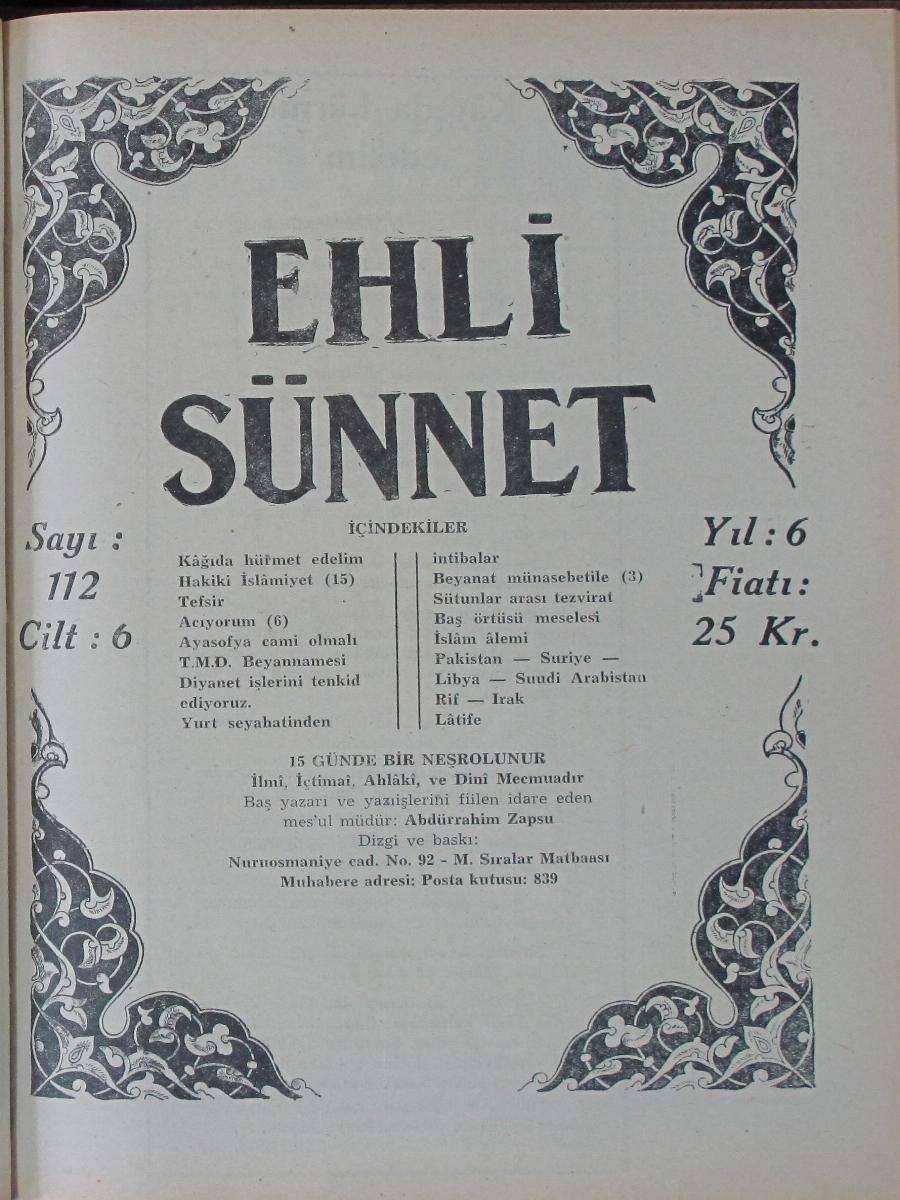 EHLİ
SÜNNET
Sayı :
112
Cilt : 6
Yıl : 6
Fiatı :
25 Kr.
İÇİNDEKİLER
Kâğıda hürmet edelim
Hakiki İslâmiyet (15)
Tefsir
Acıyorum (6)
Ayasofya cami olmalı
T.M.D. Beyannamesi
Diyanet işlerini tenkid
ediyoruz.
Yurt seyahatinden
intibalar
Beyanat münasebetile (3)
Sütunlar arası tezvirat
Baş örtüsü meselesi
İslâm âlemi
Pakistan — Suriye —
Libya — Suudi Arabistan
Rif — Irak
Lâtife
15 GÜNDE BİR NEŞROLUNUR
İlmî, İçtimaî, Ahlâkî, ve Dinî Mecmuadır
Baş yazarı ve yazıişlerini fiilen idare eden
mes'ul müdür: Abdürrahim Zapsu
Dizgi ve baskı:
Nuruosmaniye cad. No. 92 - M. Sıralar Matbaası
Muhabere adresi: Posta kutusu: 839